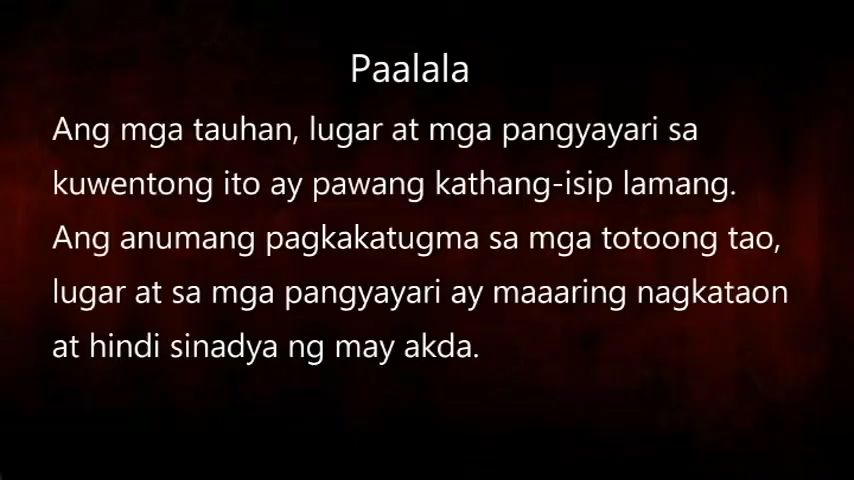 Paalala
Ang mga tauhan, lugar at mga pangyayari sa
kuwentong ito ay pawang kathang-isip lamang.
Ang anumang pagkakatugma sa mga totoong tao,
lugar at sa mga pangyayari ay maaaring nagkataon
at hindi sinadya ng may akda.